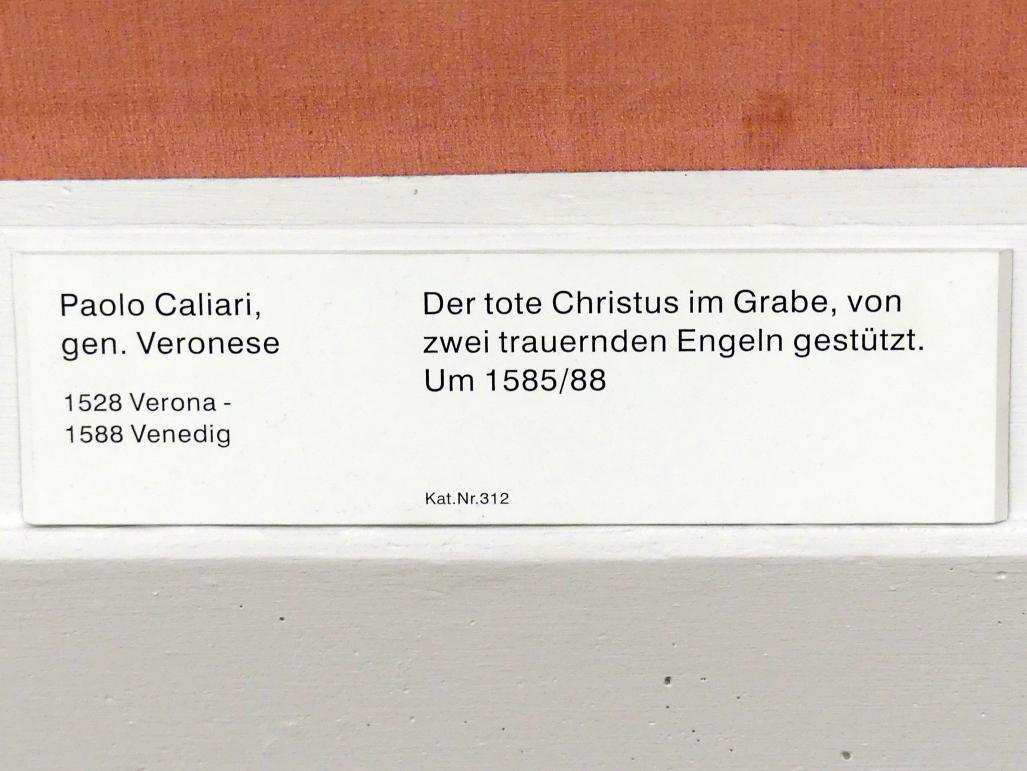 Paolo Caliari,
gen. Veronese
1528 Verona -
1588 Venedig
Der tote Christus im Grabe, von
zwei trauernden Engeln gestützt.
Um 1585/88
Kat.Nr.312